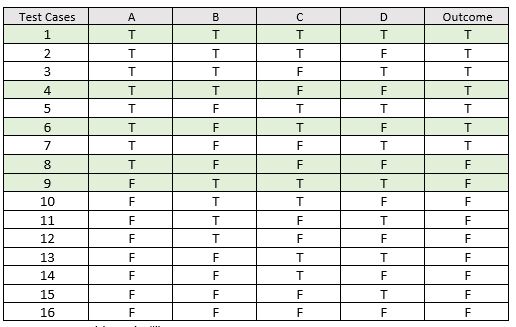 Test Cases A B C D Outcome
1 T T T T T
2 T T T F T
3 T T F T T
4 T T F F T
5 T F T T T
6 T F T F T
7 T F F T T
8 T F F F F
9 F T T T F
10 F T T F F
11 F T F T F
12 F T F F F
13 F F T T F
14 F F T F F
15 F F F T F
16 F F F F F